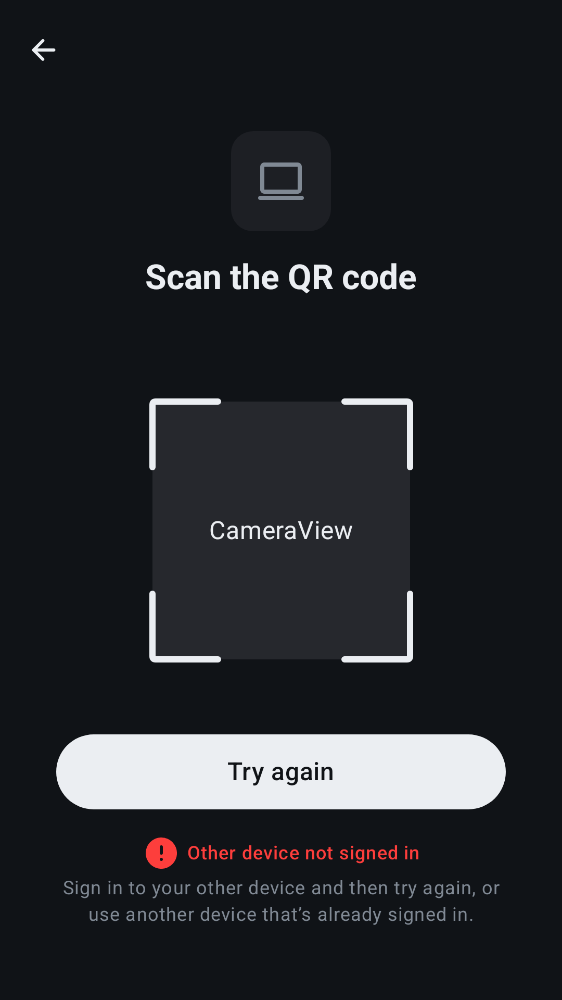 Scan the QR code
CameraView
Try again
Other device not signed in
Sign in to your other device and then try again, or
use another device that’s already signed in.